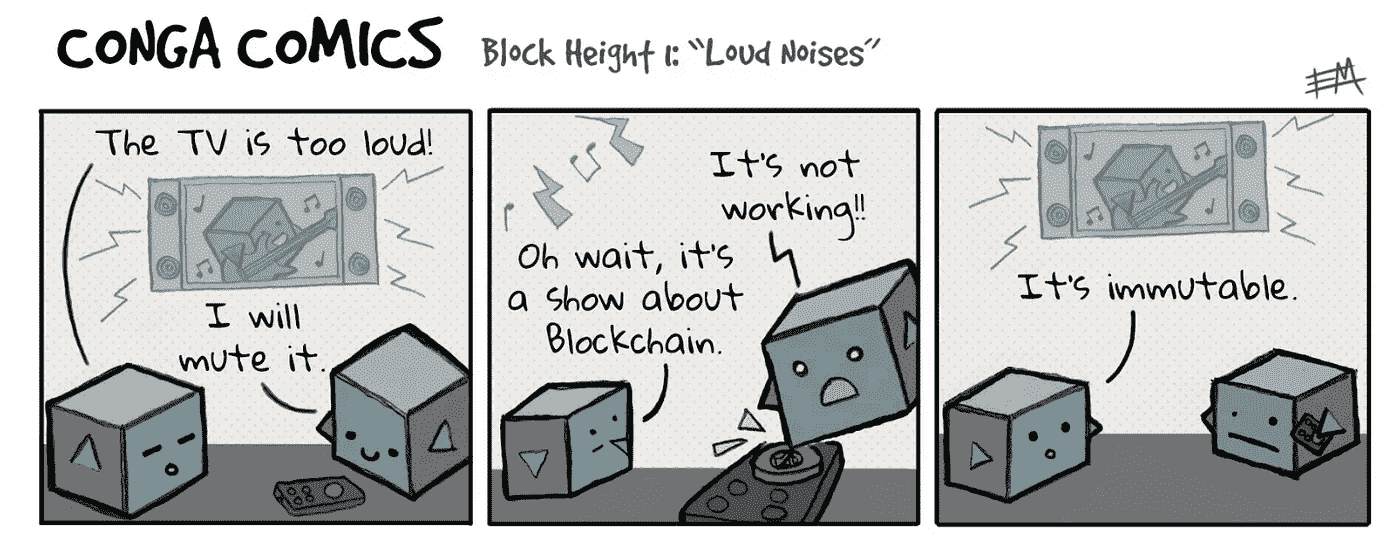 CONGA COMICS Block Height 1: “Loud Noises”
EM
The TV is too loud!
I will
mute it.
It's not
working!!
Oh wait, it's
a show about
Blockchain.
It's immutable.